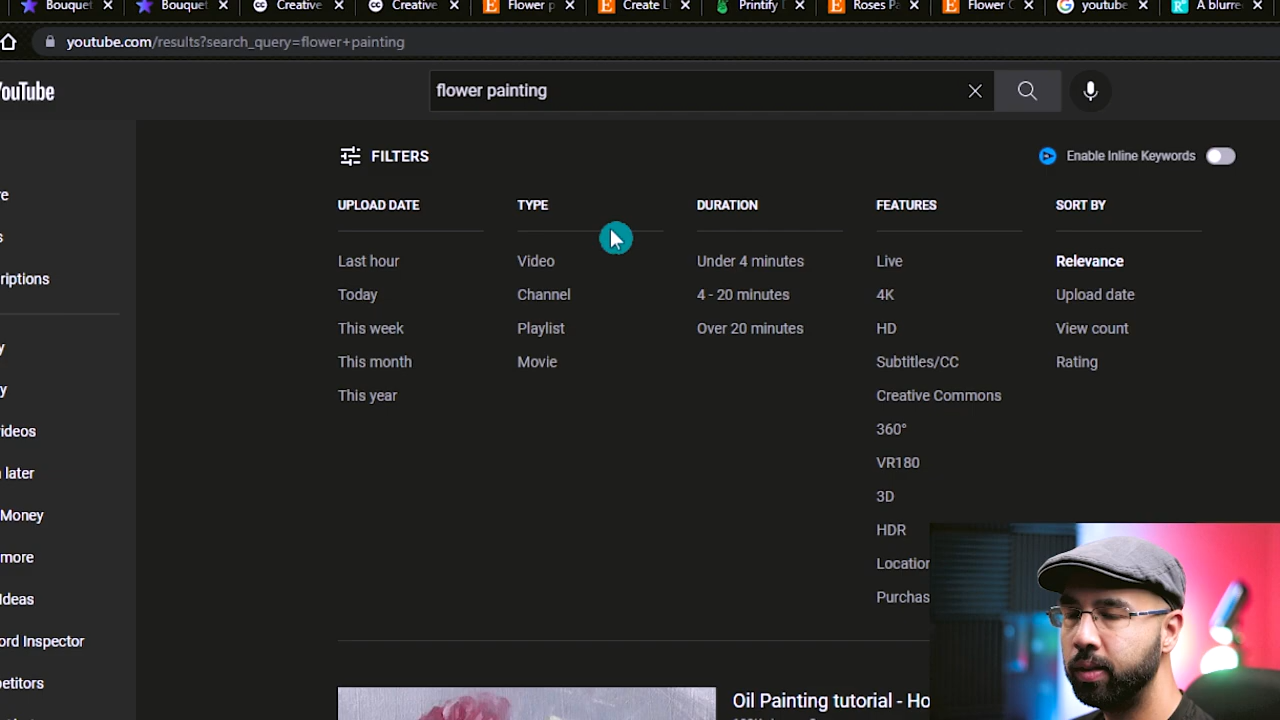 Bouquet
Bouquet
Creative
Creative
Flower p
Create L
Printify
Roses Pa
Flower C
youtube
A blurre
youtube.com/results?search_query=flower+painting
YouTube
flower painting
FILTERS
Enable Inline Keywords
UPLOAD DATE
TYPE
DURATION
FEATURES
SORT BY
Last hour
Video
Under 4 minutes
Live
Relevance
Today
Channel
4 - 20 minutes
4K
Upload date
This week
Playlist
Over 20 minutes
HD
View count
This month
Movie
Subtitles/CC
Rating
This year
Creative Commons
360°
VR180
3D
HDR
Location
Purchas
riptions
ideos
later
Money
more
Ideas
ord Inspector
petitors
Oil Painting tutorial - Ho